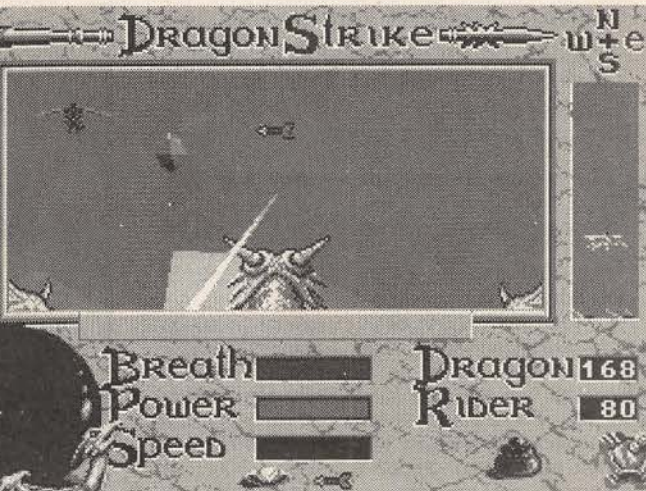 DragonStrike
N
W E
S
Breath
Power
Speed
Dragon 168
Rider 80